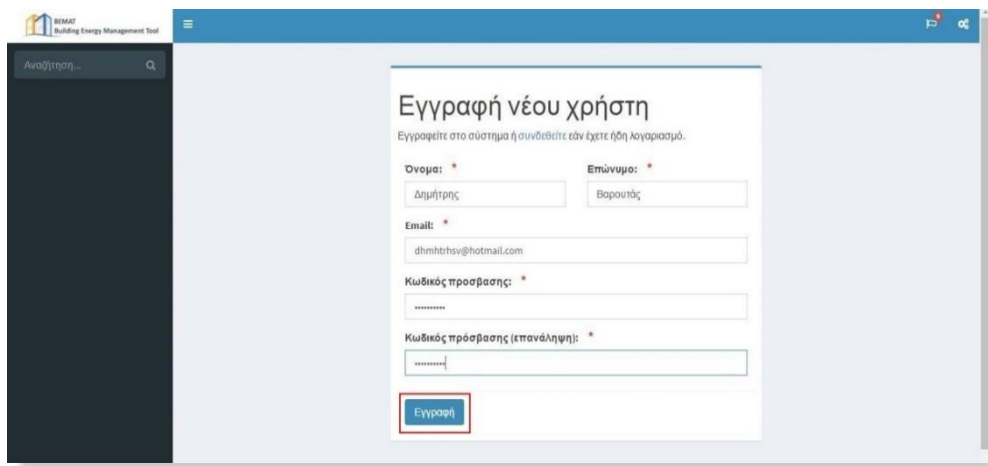 BEMAT
Building Energy Management Tool
Αναζήτηση...
Εγγραφή νέου χρήστη
Εγγραφείτε στο σύστημα ή συνδεθείτε εάν έχετε ήδη λογαριασμό.
Όνομα: * Επώνυμο: *
Δημήτρης Βαρουτάς
Email: *
dhmhtrhsv@hotmail.com
Κωδικός προσβασης: *
••••••••••
Κωδικός πρόσβασης (επανάληψη): *
••••••••••
Εγγραφή